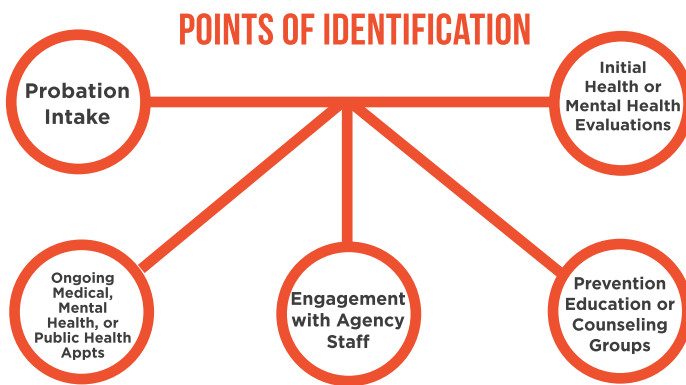 POINTS OF IDENTIFICATION
Probation
Intake
Initial
Health or
Mental Health
Evaluations
Ongoing
Medical,
Mental
Health, or
Public Health
Appts
Engagement
with Agency
Staff
Prevention
Education or
Counseling
Groups